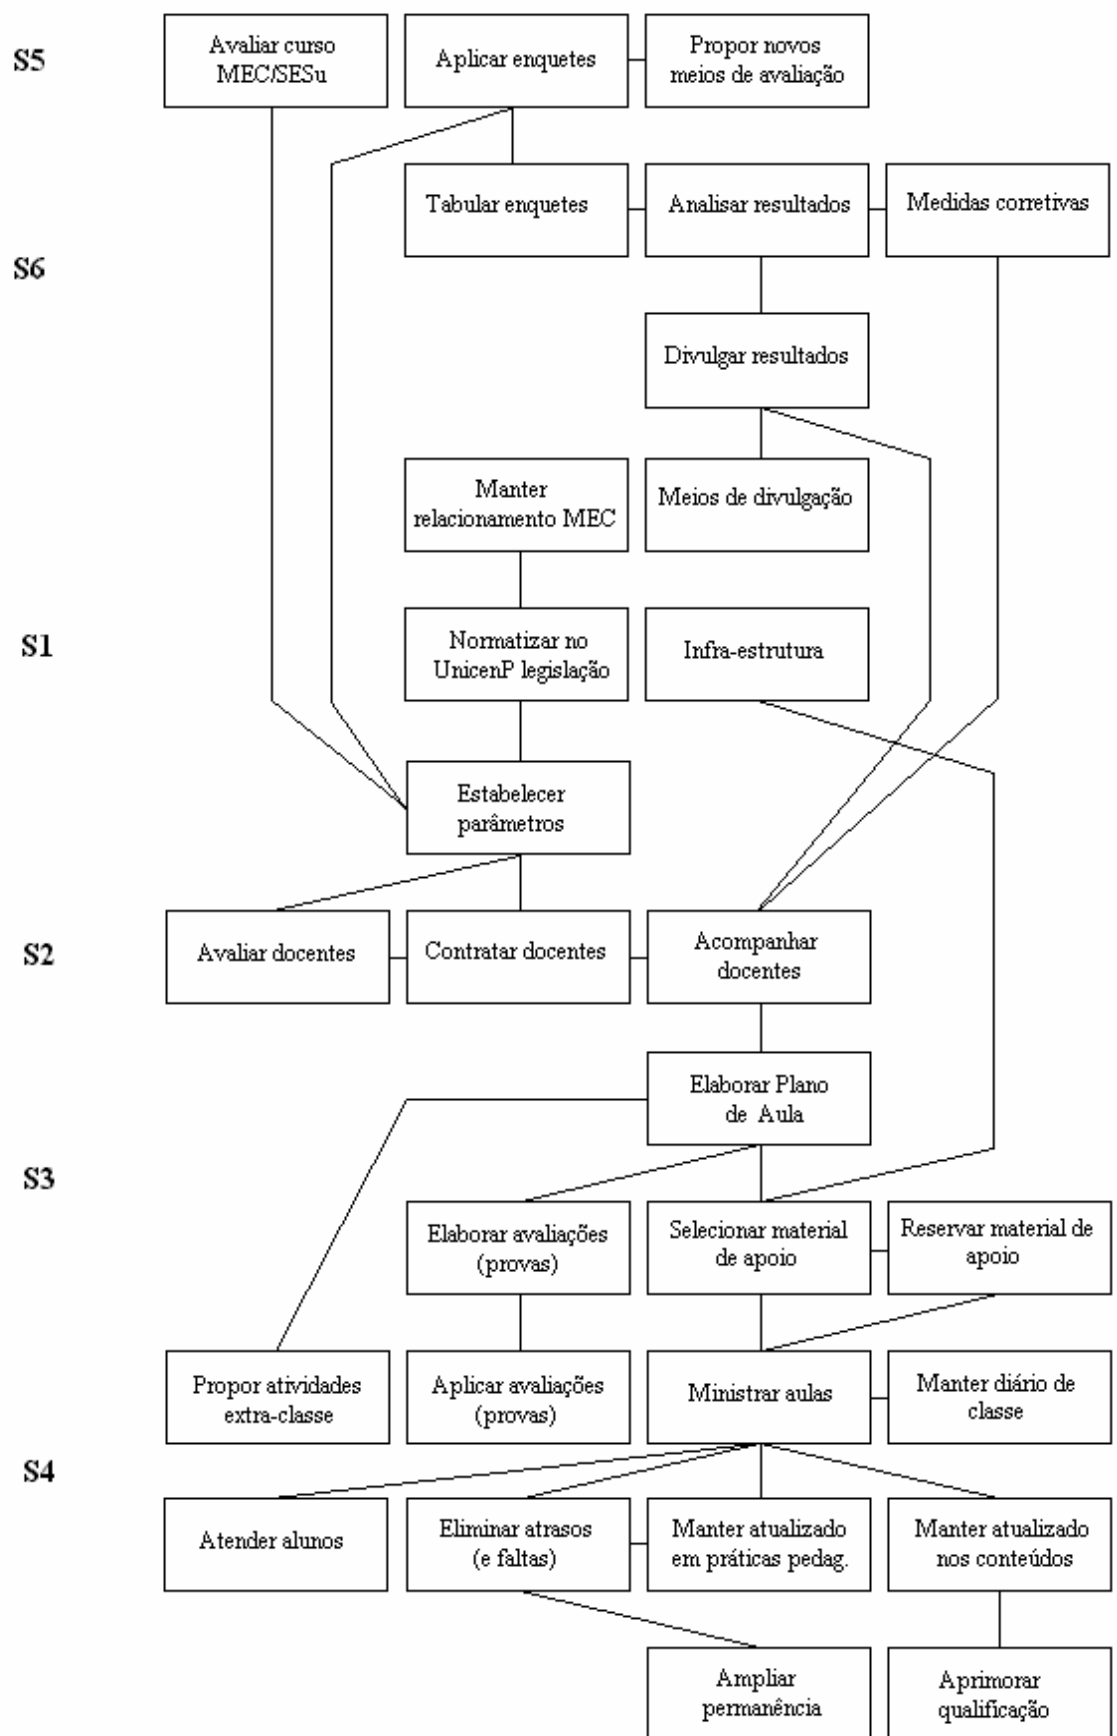 S5
Avaliar curso
MEC/SESu
Aplicar enquetes
Propor novos
meios de avaliação
Tabular enquetes
Analisar resultados
Medidas corretivas
S6
Divulgar resultados
Manter
relacionamento MEC
Meios de divulgação
S1
Normatizar no
UnicenP legislação
Infra-estrutura
Estabelecer
parâmetros
S2
Avaliar docentes
Contratar docentes
Acompanhar
docentes
Elaborar Plano
de Aula
S3
Elaborar avaliações
(provas)
Selecionar material
de apoio
Reservar material de
apoio
Propor atividades
extra-classe
Aplicar avaliações
(provas)
Ministrar aulas
Manter diário de
classe
S4
Atender alunos
Eliminar atrasos
(e faltas)
Manter atualizado
em práticas pedag.
Manter atualizado
nos conteúdos
Ampliar
permanência
Aprimorar
qualificação